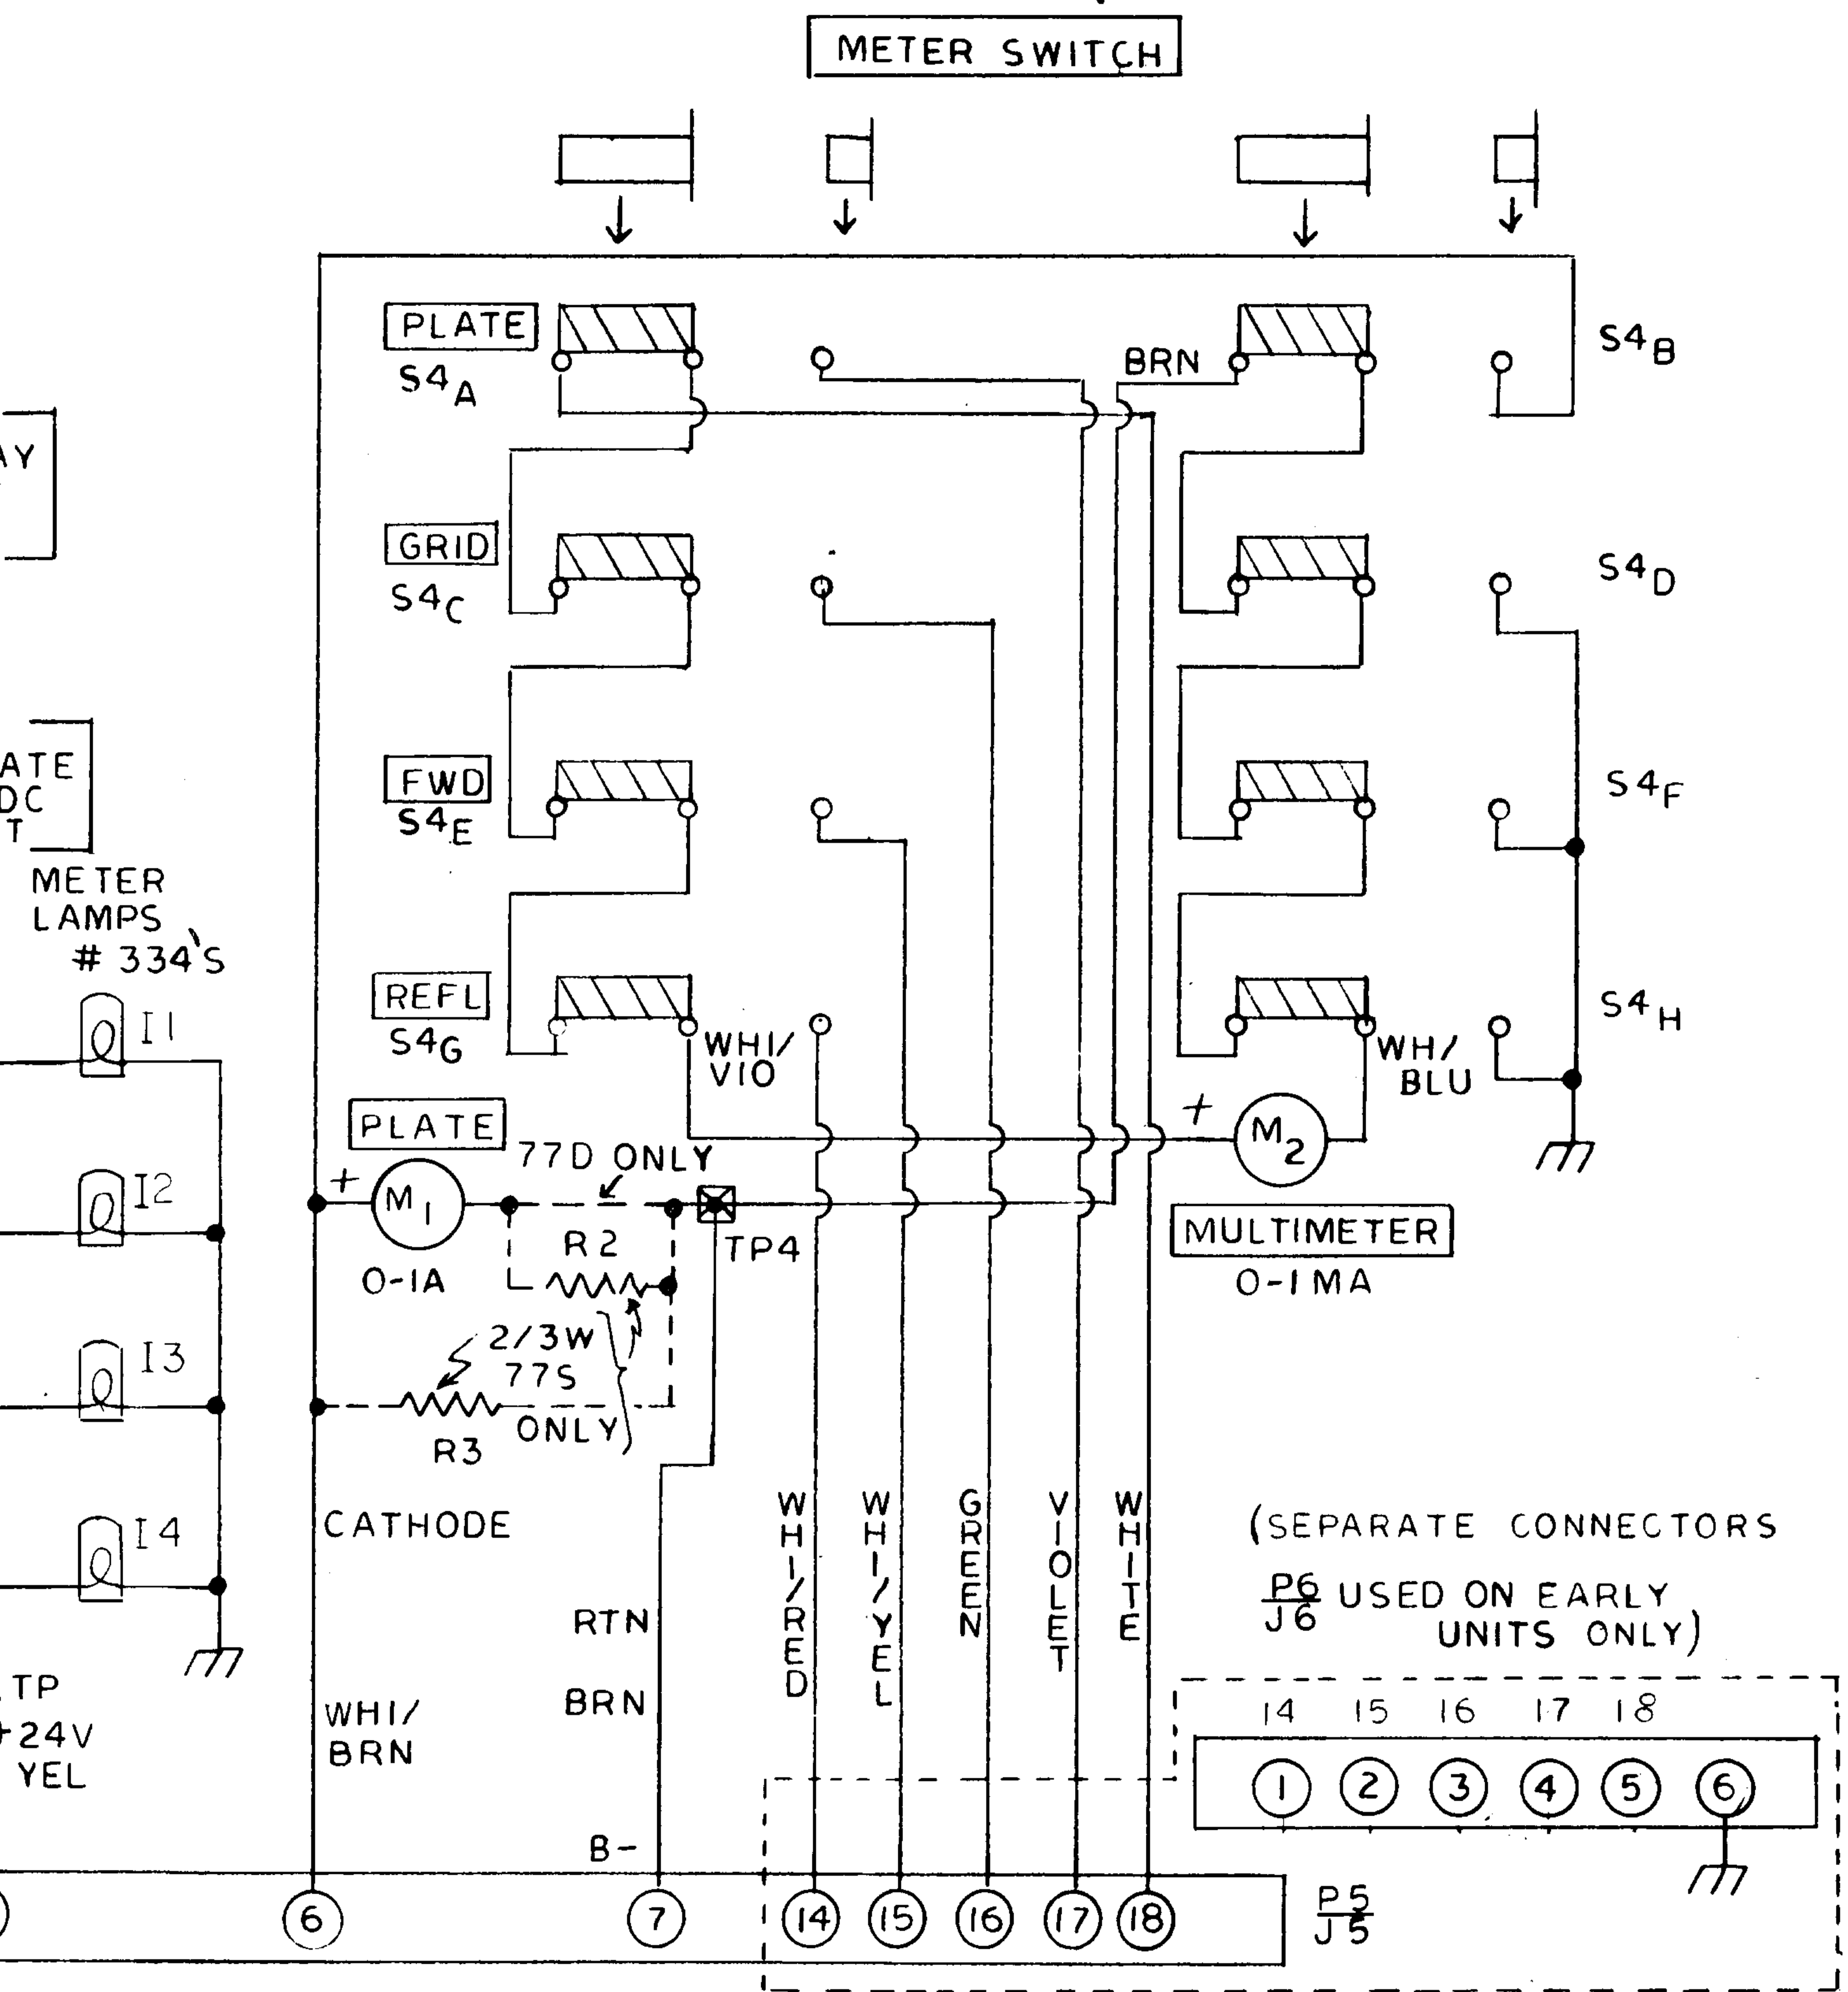 METER SWITCH
PLATE
S4A
BRN
S4B
AY
GRID
S4C
S4D
ATE
DC
T
FWD
S4E
S4F
METER
LAMPS
# 334'S
REFL
S4G
WHI/
VIO
WH/
BLU
S4H
I1
PLATE
77D ONLY
+
M2
I2
+
M1
TP4
MULTIMETER
0-1MA
0-1A
R2
I3
2/3W
77S
ONLY
R3
I4
CATHODE
WHI/RED
WHI/YEL
GREEN
VIOLET
WHITE
(SEPARATE CONNECTORS
P6
J6
USED ON EARLY
UNITS ONLY)
RTN
BRN
TP
+24V
YEL
WHI/
BRN
B-
14 15 16 17 18
1 2 3 4 5 6
6 7 14 15 16 17 18
P5
J5